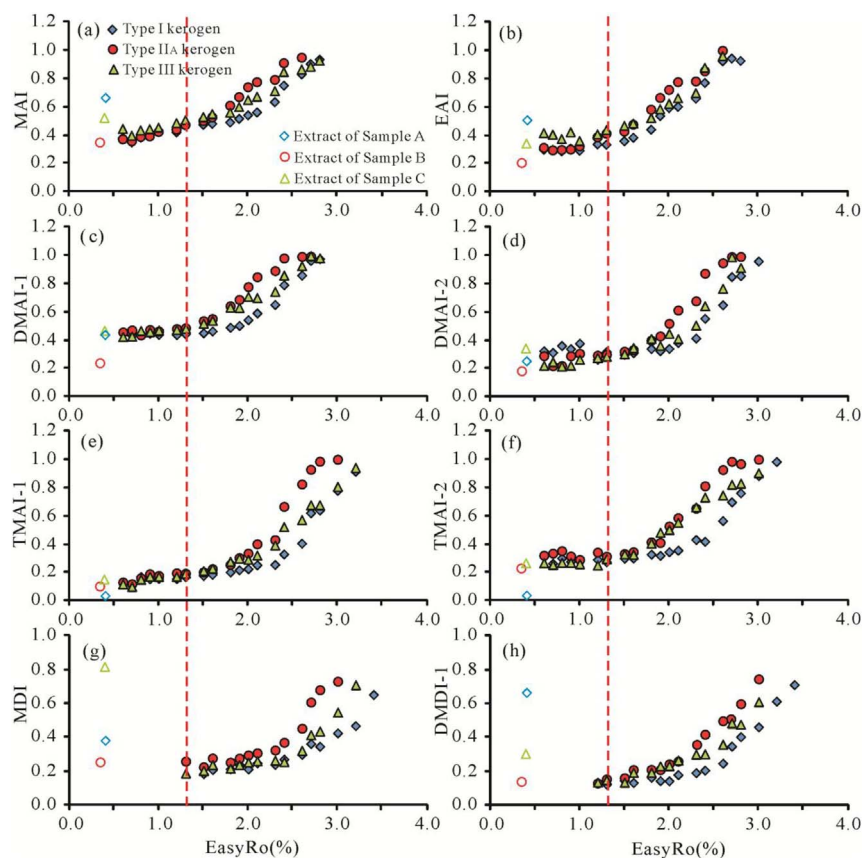 (a)
Type I kerogen
Type IIA kerogen
Type III kerogen
Extract of Sample A
Extract of Sample B
Extract of Sample C
MAI
1.2
1.0
0.8
0.6
0.4
0.2
0.0
0.0 1.0 2.0 3.0 4.0
(b)
EAI
1.2
1.0
0.8
0.6
0.4
0.2
0.0
0.0 1.0 2.0 3.0 4.0
(c)
DMAI-1
1.2
1.0
0.8
0.6
0.4
0.2
0.0
0.0 1.0 2.0 3.0 4.0
(d)
DMAI-2
1.2
1.0
0.8
0.6
0.4
0.2
0.0
0.0 1.0 2.0 3.0 4.0
(e)
TMAI-1
1.2
1.0
0.8
0.6
0.4
0.2
0.0
0.0 1.0 2.0 3.0 4.0
(f)
TMAI-2
1.2
1.0
0.8
0.6
0.4
0.2
0.0
0.0 1.0 2.0 3.0 4.0
(g)
MDI
1.0
0.8
0.6
0.4
0.2
0.0
0.0 1.0 2.0 3.0 4.0
EasyRo(%)
(h)
DMDI-1
1.0
0.8
0.6
0.4
0.2
0.0
0.0 1.0 2.0 3.0 4.0
EasyRo(%)